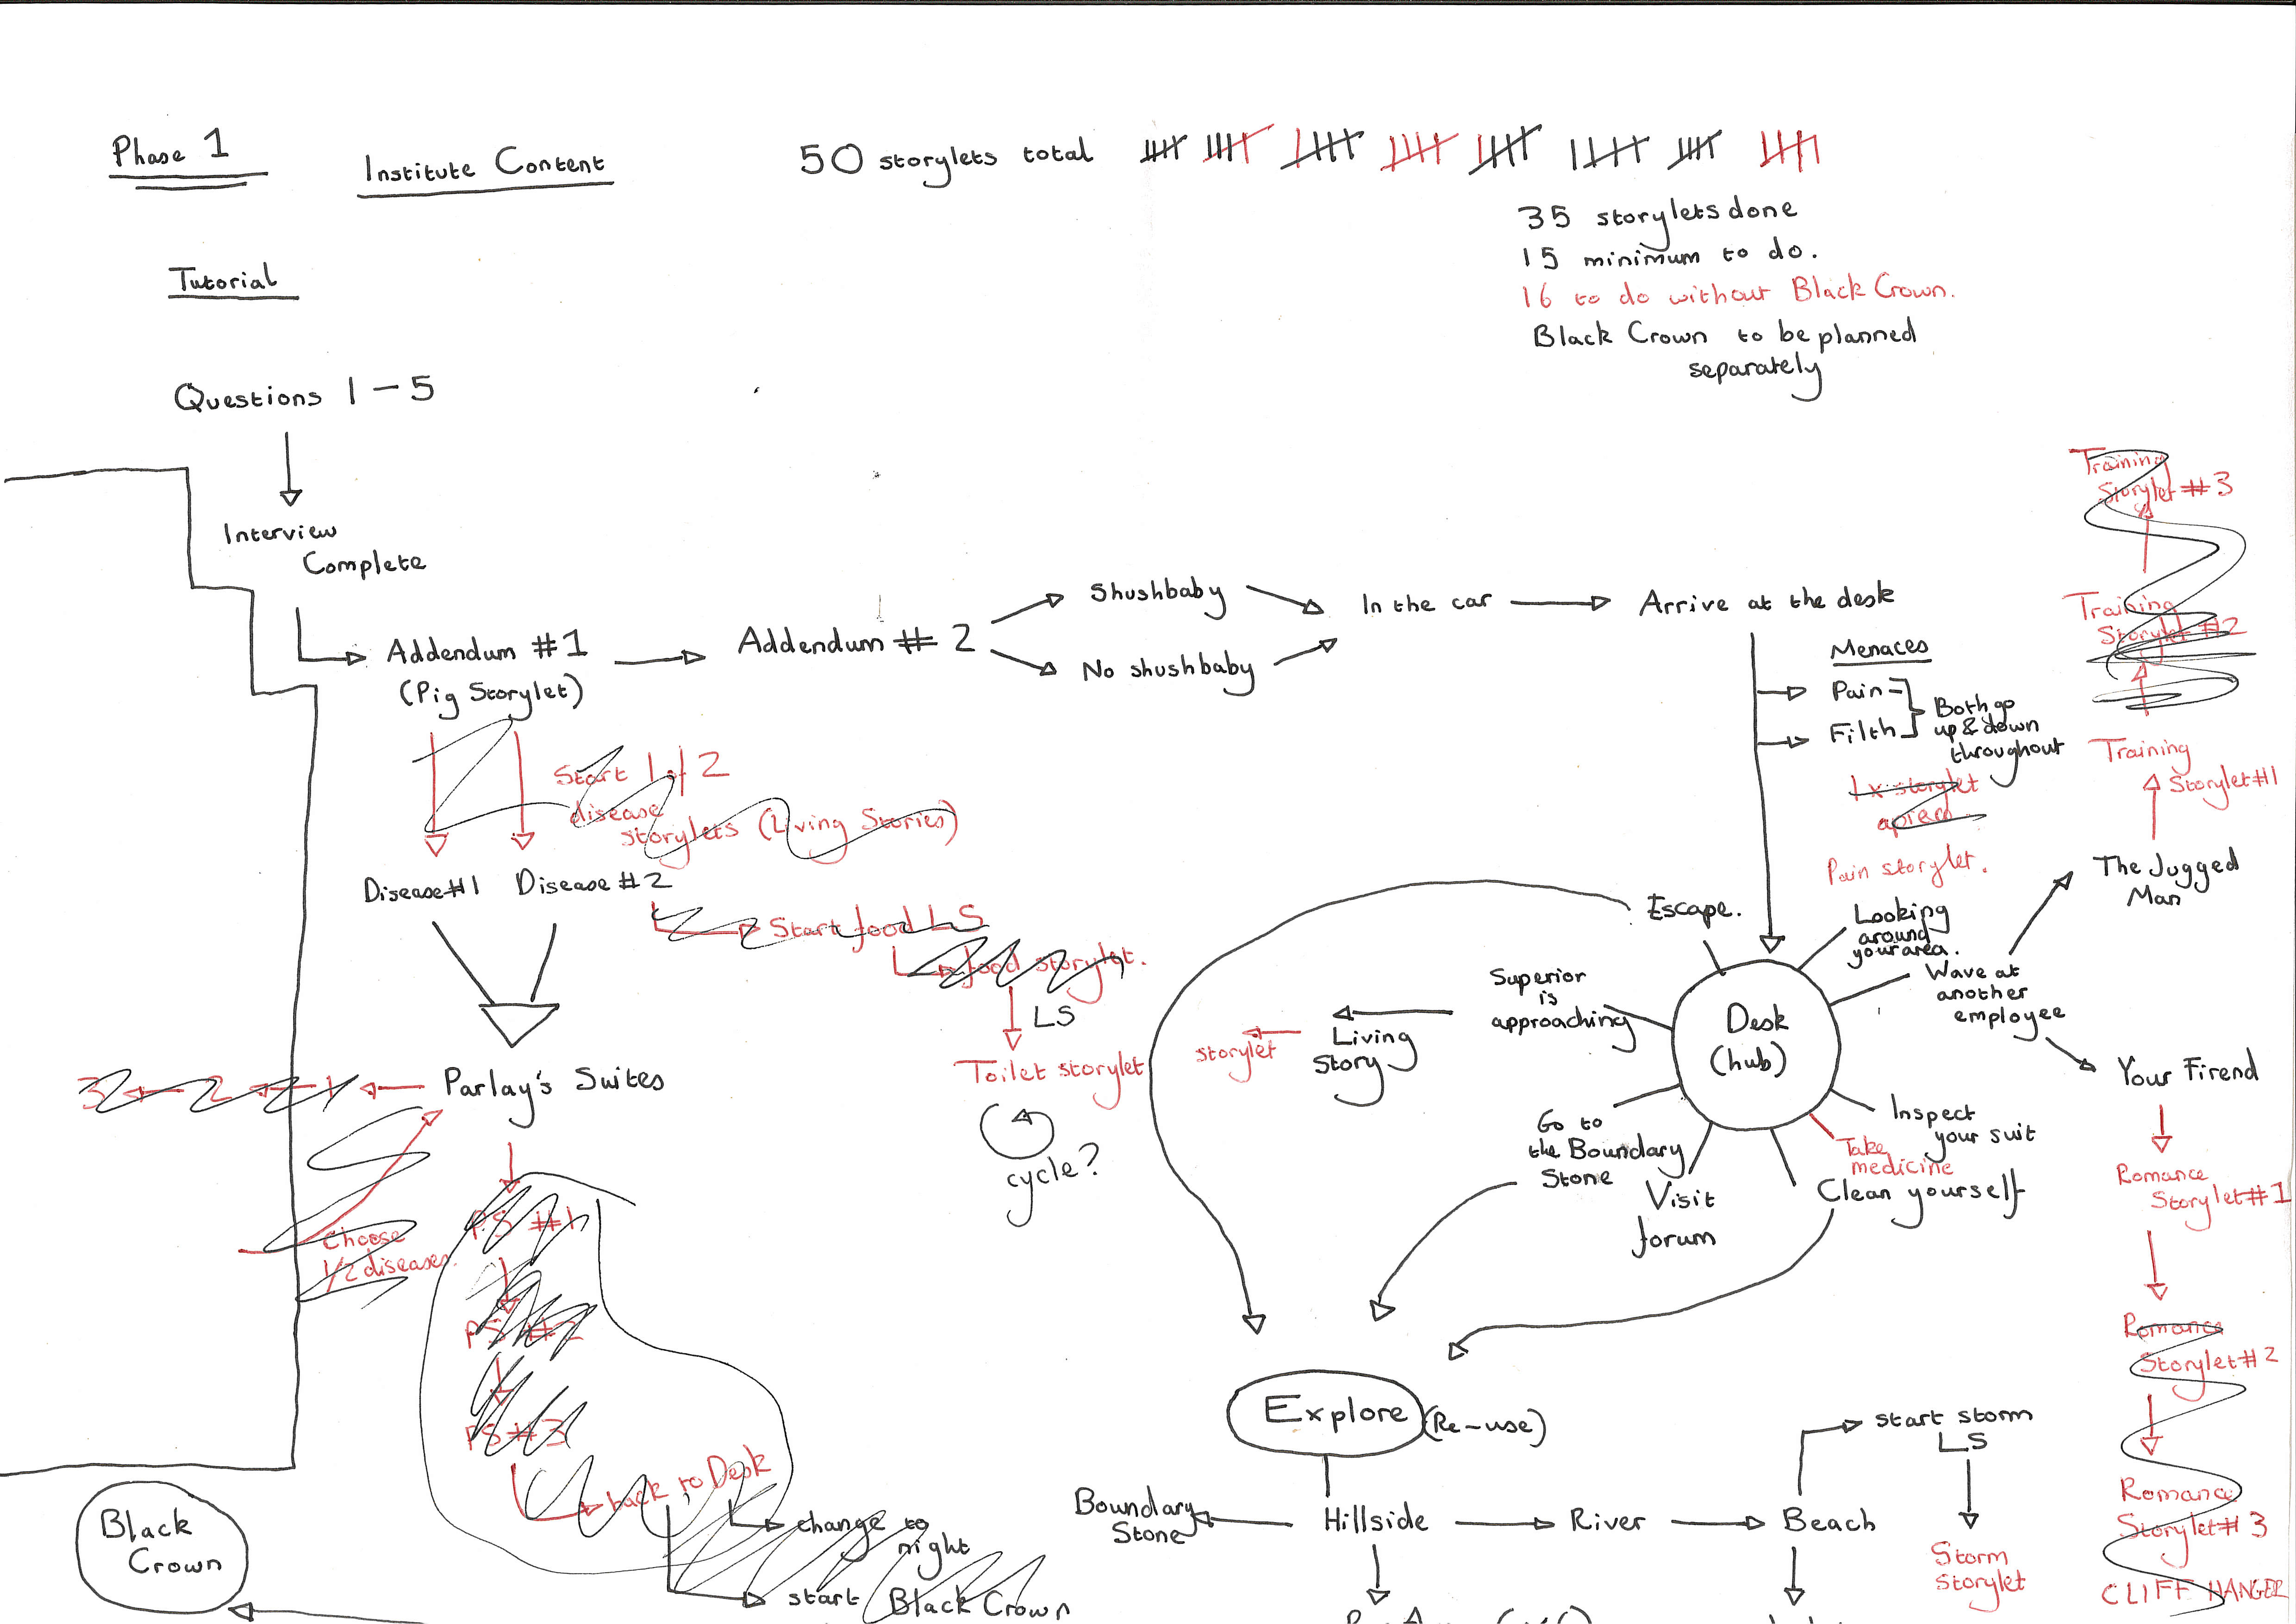 Phase 1
Institute Content
50 storylets total
35 storylets done
15 minimum to do.
16 to do without Black Crown.
Black Crown to be planned
separately
Tutorial
Questions 1 – 5
Interview
Complete
Addendum #1
(Pig Storylet)
Addendum # 2
Shushbaby
No shushbaby
In the car
Arrive at the desk
Menaces
Pain
Filth
Both go
up & down
throughout
1 x storylet
apiece
Pain storylet.
Training
Storylet #3
Training
Storylet #2
Training
Storylet #1
The Jugged
Man
Start 1 of 2
disease
storylets (Living Stories)
Disease #1
Disease #2
Start food LS
food storylet.
LS
Toilet storylet
cycle?
Parlay's Suites
1
2
3
Choose
1/2 diseases.
PS #1
PS #2
PS #3
back to Desk
change to
night
start Black Crown
Black
Crown
Desk
(hub)
Escape.
Looking
around
your area.
Wave at
another
employee
Your Firend
Superior
is
approaching
Living
Story
storylet
Go to
the Boundary
Stone
Visit
forum
Clean yourself
Take
medicine
Inspect
your suit
Romance
Storylet #1
Romance
Storylet #2
Romance
Storylet #3
CLIFF HANGER
Explore (Re-use)
Boundary
Stone
Hillside
River
Beach
start storm
LS
Storm
Storylet